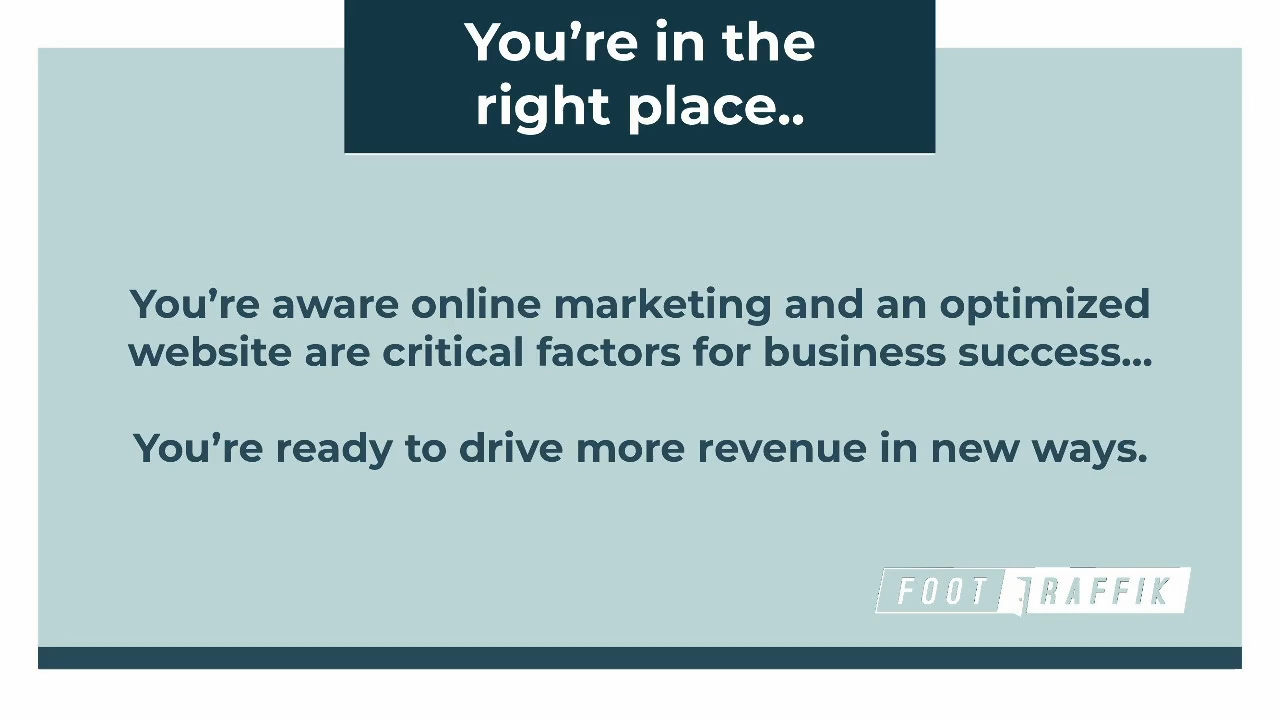 You’re in the
right place..
You’re aware online marketing and an optimized
website are critical factors for business success...
You’re ready to drive more revenue in new ways.
FOOT TRAFFIK